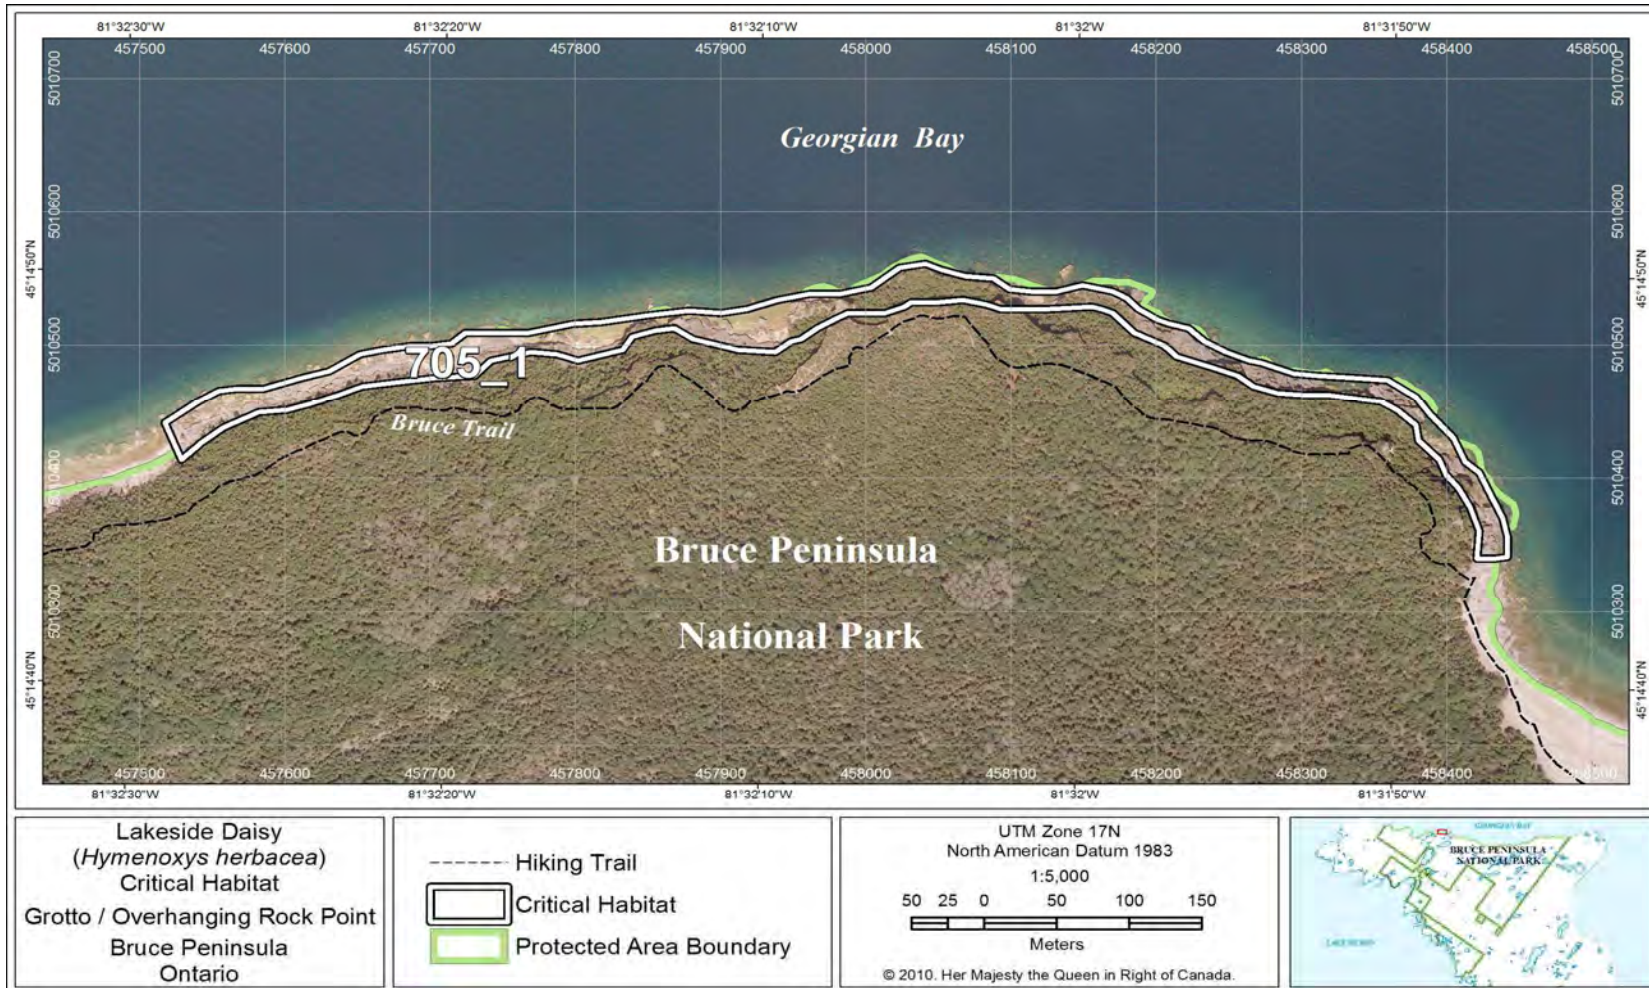 81°32'30"W 81°32'20"W 81°32'10"W 81°32'W 81°31'50"W
457500 457600 457700 457800 457900 458000 458100 458200 458300 458400 458500
5010700 5010700
Georgian Bay
5010600 5010600
45°14'50"N 45°14'50"N
5010500 5010500
705_1
Bruce Trail
5010400 5010400
Bruce Peninsula
National Park
5010300 5010300
45°14'40"N 45°14'40"N
457500 457600 457700 457800 457900 458000 458100 458200 458300 458400 458500
81°32'30"W 81°32'20"W 81°32'10"W 81°32'W 81°31'50"W
Lakeside Daisy
(Hymenoxys herbacea)
Critical Habitat
Grotto / Overhanging Rock Point
Bruce Peninsula
Ontario
Hiking Trail
Critical Habitat
Protected Area Boundary
UTM Zone 17N
North American Datum 1983
1:5,000
50 25 0 50 100 150
Meters
© 2010. Her Majesty the Queen in Right of Canada.
GEORGIAN BAY
BRUCE PENINSULA
NATIONAL PARK
LAKE HURON